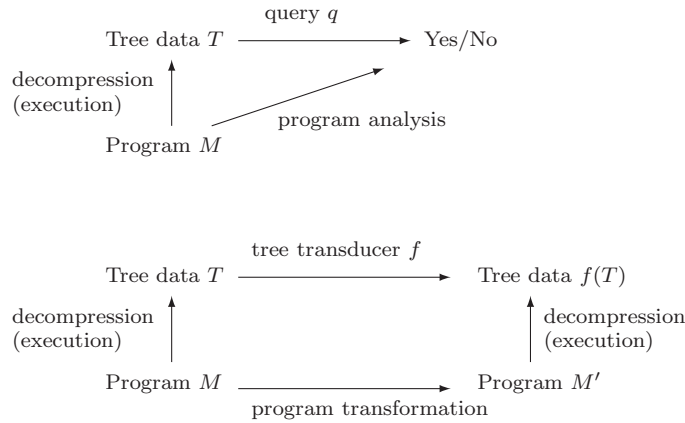 query q
Tree data T
Yes/No
decompression
(execution)
program analysis
Program M
tree transducer f
Tree data T
Tree data f(T)
decompression
(execution)
decompression
(execution)
Program M
Program M′
program transformation